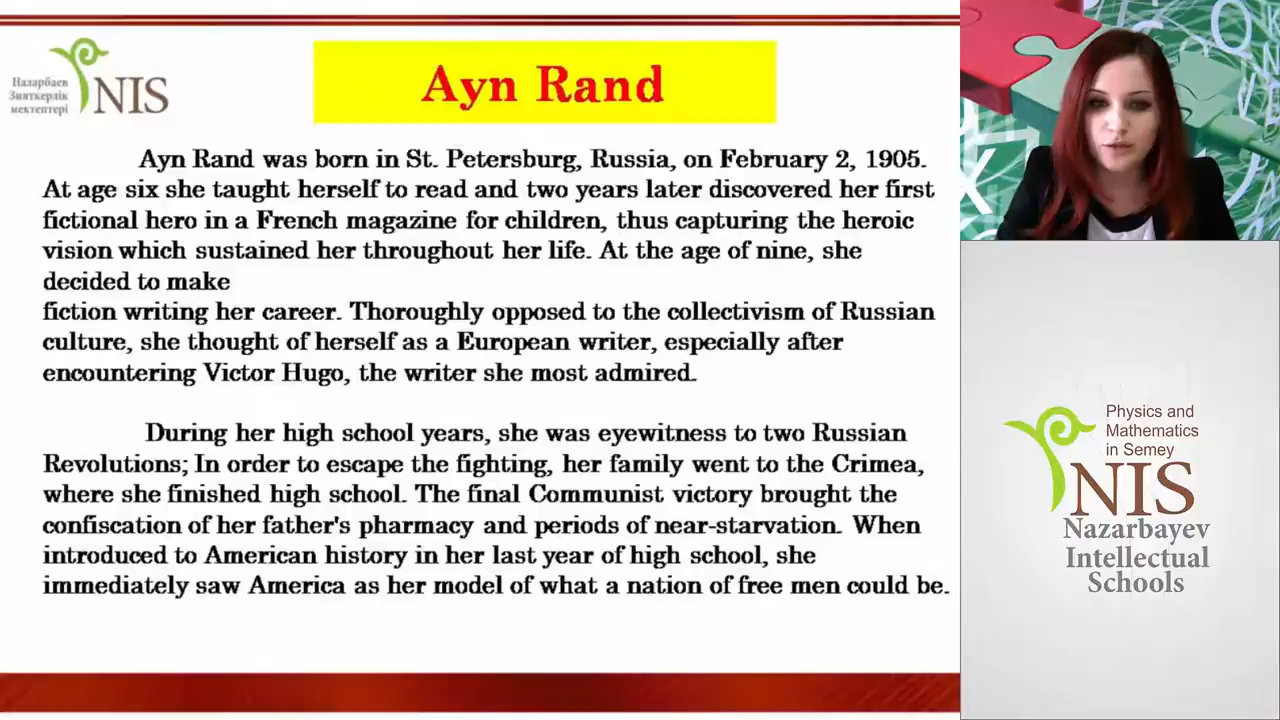 Назарбаев
Зияткерлік
мектептері
NIS
Ayn Rand
Ayn Rand was born in St. Petersburg, Russia, on February 2, 1905.
At age six she taught herself to read and two years later discovered her first
fictional hero in a French magazine for children, thus capturing the heroic
vision which sustained her throughout her life. At the age of nine, she
decided to make
fiction writing her career. Thoroughly opposed to the collectivism of Russian
culture, she thought of herself as a European writer, especially after
encountering Victor Hugo, the writer she most admired.
During her high school years, she was eyewitness to two Russian
Revolutions; In order to escape the fighting, her family went to the Crimea,
where she finished high school. The final Communist victory brought the
confiscation of her father's pharmacy and periods of near-starvation. When
introduced to American history in her last year of high school, she
immediately saw America as her model of what a nation of free men could be.
Physics and
Mathematics
in Semey
NIS
Nazarbayev
Intellectual
Schools